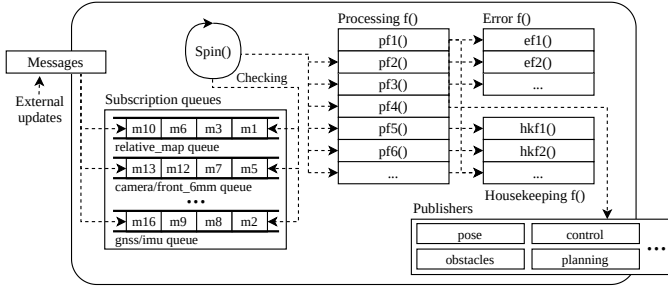 Processing f()
Error f()
Spin()
pf1()
ef1()
Messages
pf2()
ef2()
Checking
pf3()
...
External
updates
Subscription queues
pf4()
m10 m6 m3 m1
pf5()
hkf1()
relative_map queue
pf6()
hkf2()
m13 m12 m7 m5
...
...
camera/front_6mm queue
Housekeeping f()
...
Publishers
m16 m9 m8 m2
pose
control
gnss/imu queue
obstacles
planning
...